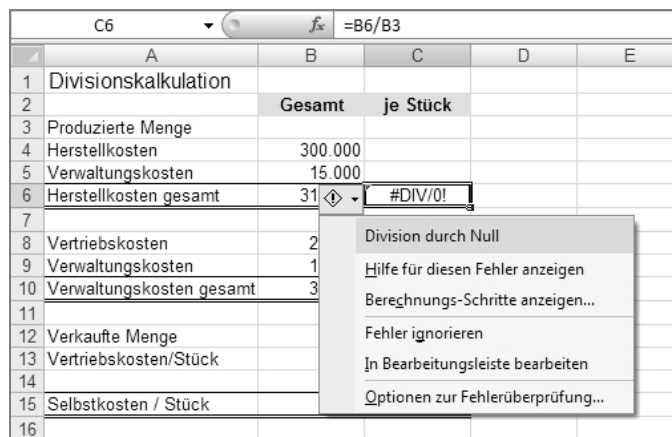 C6 fx =B6/B3
A B C D E
1 Divisionskalkulation
2 Gesamt je Stück
3 Produzierte Menge
4 Herstellkosten 300.000
5 Verwaltungskosten 15.000
6 Herstellkosten gesamt 31 #DIV/0!
7
8 Vertriebskosten 2
9 Verwaltungskosten 1
10 Verwaltungskosten gesamt 3
11
12 Verkaufte Menge
13 Vertriebskosten/Stück
14
15 Selbstkosten / Stück
16
Division durch Null
Hilfe für diesen Fehler anzeigen
Berechnungs-Schritte anzeigen...
Fehler ignorieren
In Bearbeitungsleiste bearbeiten
Optionen zur Fehlerüberprüfung...